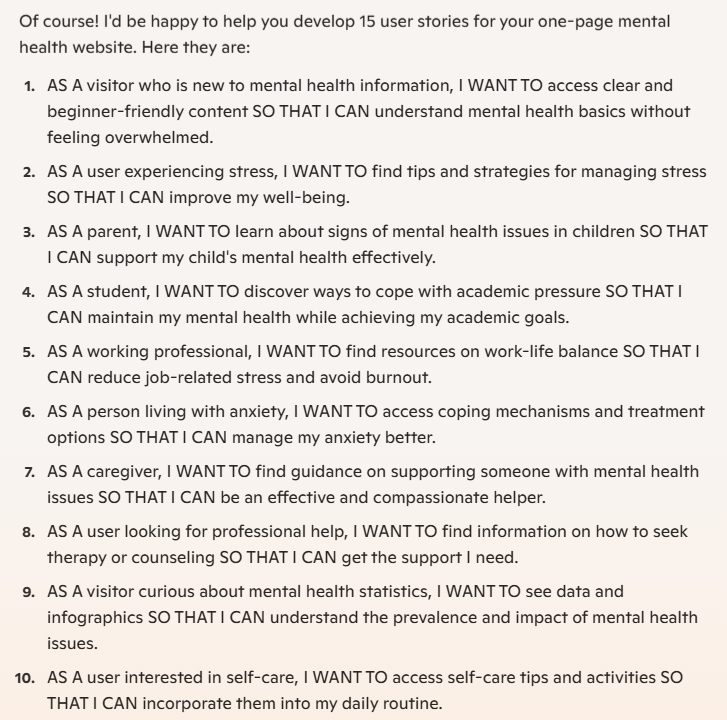 Of course! I'd be happy to help you develop 15 user stories for your one-page mental
health website. Here they are:
1. AS A visitor who is new to mental health information, I WANT TO access clear and
beginner-friendly content SO THAT I CAN understand mental health basics without
feeling overwhelmed.
2. AS A user experiencing stress, I WANT TO find tips and strategies for managing stress
SO THAT I CAN improve my well-being.
3. AS A parent, I WANT TO learn about signs of mental health issues in children SO THAT
I CAN support my child's mental health effectively.
4. AS A student, I WANT TO discover ways to cope with academic pressure SO THAT I
CAN maintain my mental health while achieving my academic goals.
5. AS A working professional, I WANT TO find resources on work-life balance SO THAT I
CAN reduce job-related stress and avoid burnout.
6. AS A person living with anxiety, I WANT TO access coping mechanisms and treatment
options SO THAT I CAN manage my anxiety better.
7. AS A caregiver, I WANT TO find guidance on supporting someone with mental health
issues SO THAT I CAN be an effective and compassionate helper.
8. AS A user looking for professional help, I WANT TO find information on how to seek
therapy or counseling SO THAT I CAN get the support I need.
9. AS A visitor curious about mental health statistics, I WANT TO see data and
infographics SO THAT I CAN understand the prevalence and impact of mental health
issues.
10. AS A user interested in self-care, I WANT TO access self-care tips and activities SO
THAT I CAN incorporate them into my daily routine.